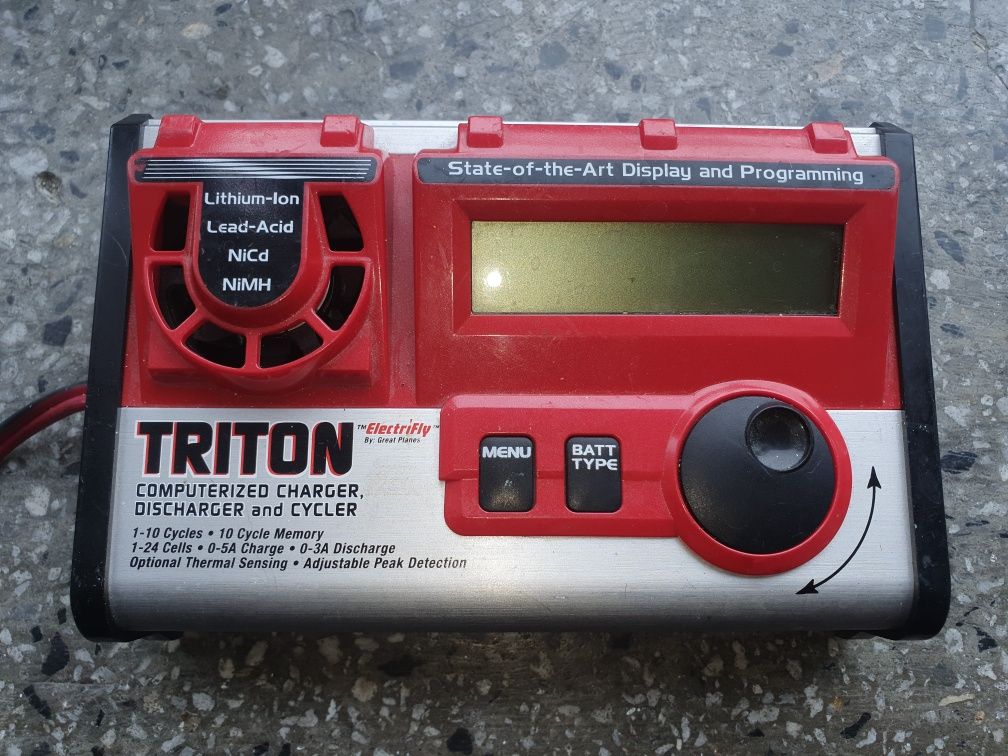 State-of-the-Art Display and Programming
Lithium-Ion
Lead-Acid
NiCd
NiMH
TRITON ™ElectriFly™
By: Great Planes
COMPUTERIZED CHARGER,
DISCHARGER and CYCLER
1-10 Cycles • 10 Cycle Memory
1-24 Cells • 0-5A Charge • 0-3A Discharge
Optional Thermal Sensing • Adjustable Peak Detection
MENU
BATT
TYPE